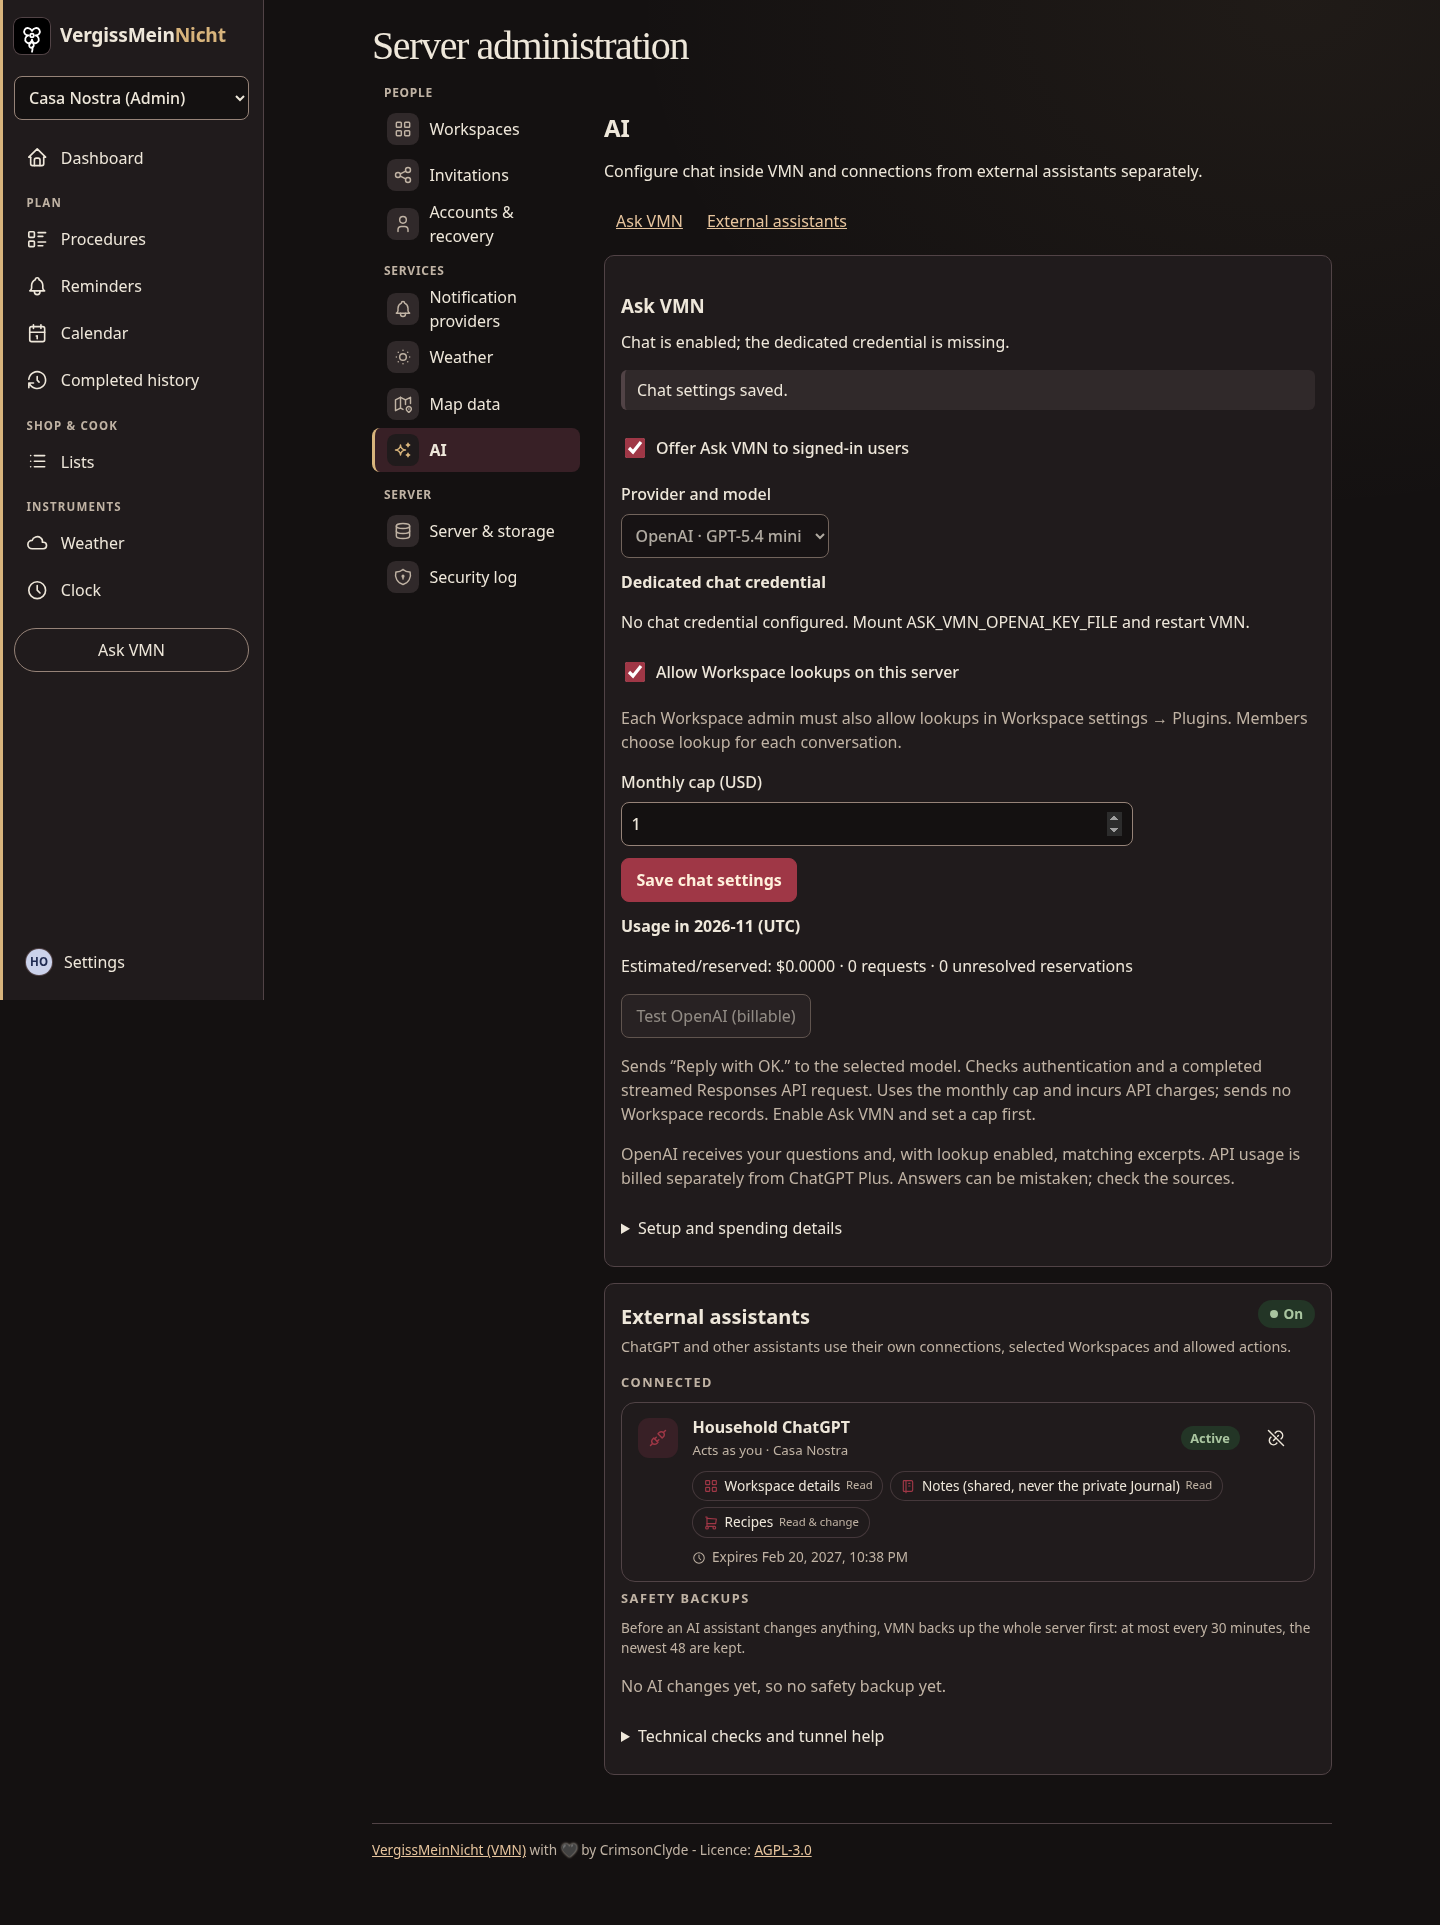 VergissMeinNicht
Casa Nostra (Admin)
Dashboard
PLAN
Procedures
Reminders
Calendar
Completed history
SHOP & COOK
Lists
INSTRUMENTS
Weather
Clock
Ask VMN
HO Settings
Server administration
PEOPLE
Workspaces
Invitations
Accounts &
recovery
SERVICES
Notification
providers
Weather
Map data
AI
SERVER
Server & storage
Security log
AI
Configure chat inside VMN and connections from external assistants separately.
Ask VMN External assistants
Ask VMN
Chat is enabled; the dedicated credential is missing.
Chat settings saved.
Offer Ask VMN to signed-in users
Provider and model
OpenAI · GPT-5.4 mini
Dedicated chat credential
No chat credential configured. Mount ASK_VMN_OPENAI_KEY_FILE and restart VMN.
Allow Workspace lookups on this server
Each Workspace admin must also allow lookups in Workspace settings → Plugins. Members
choose lookup for each conversation.
Monthly cap (USD)
1
Save chat settings
Usage in 2026-11 (UTC)
Estimated/reserved: $0.0000 · 0 requests · 0 unresolved reservations
Test OpenAI (billable)
Sends “Reply with OK.” to the selected model. Checks authentication and a completed
streamed Responses API request. Uses the monthly cap and incurs API charges; sends no
Workspace records. Enable Ask VMN and set a cap first.
OpenAI receives your questions and, with lookup enabled, matching excerpts. API usage is
billed separately from ChatGPT Plus. Answers can be mistaken; check the sources.
Setup and spending details
External assistants
On
ChatGPT and other assistants use their own connections, selected Workspaces and allowed actions.
CONNECTED
Household ChatGPT
Acts as you · Casa Nostra
Active
Workspace details Read
Notes (shared, never the private Journal) Read
Recipes Read & change
Expires Feb 20, 2027, 10:38 PM
SAFETY BACKUPS
Before an AI assistant changes anything, VMN backs up the whole server first: at most every 30 minutes, the
newest 48 are kept.
No AI changes yet, so no safety backup yet.
Technical checks and tunnel help
VergissMeinNicht (VMN) with 🖤 by CrimsonClyde - Licence: AGPL-3.0